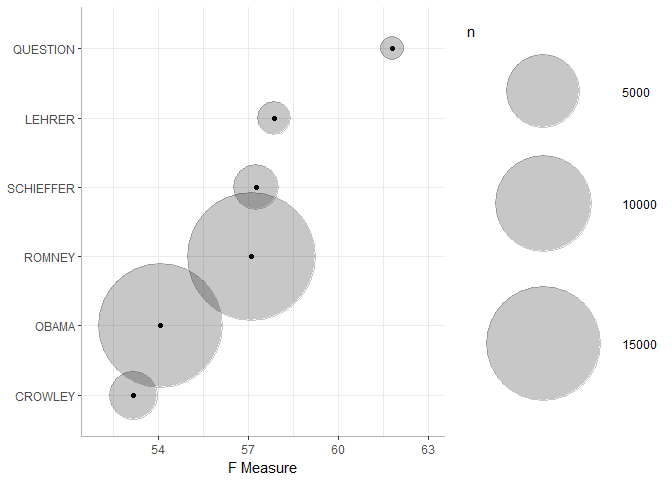 QUESTION
LEHRER
SCHIEFFER
ROMNEY
OBAMA
CROWLEY
54 57 60 63
F Measure
n
5000
10000
15000